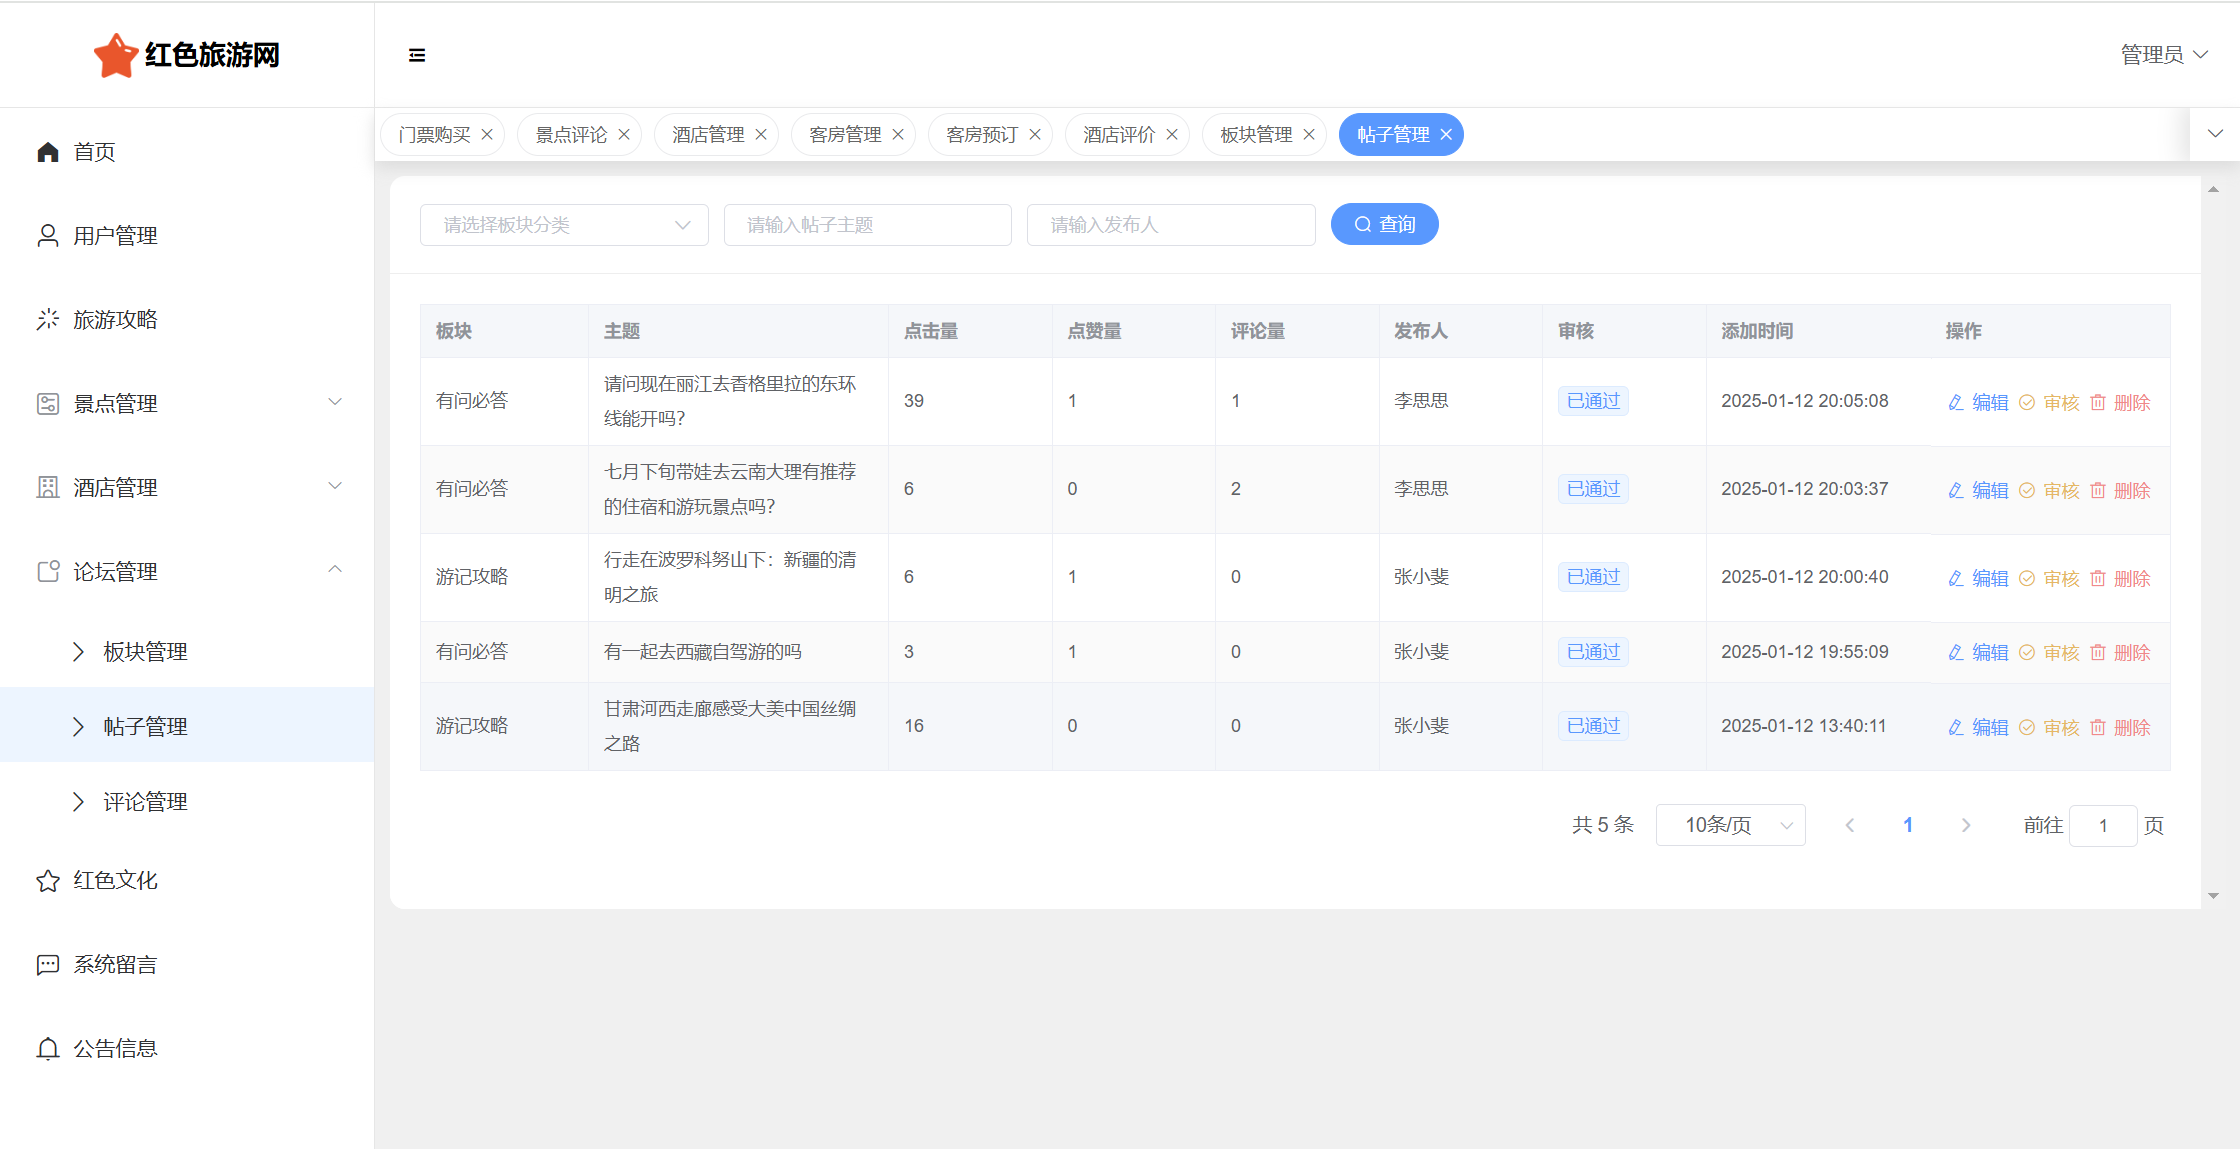 红色旅游网
管理员
首页
用户管理
旅游攻略
景点管理
酒店管理
论坛管理
板块管理
帖子管理
评论管理
红色文化
系统留言
公告信息
门票购买 景点评论 酒店管理 客房管理 客房预订 酒店评价 板块管理 帖子管理
请选择板块分类 请输入帖子主题 请输入发布人 查询
板块 主题 点击量 点赞量 评论量 发布人 审核 添加时间 操作
有问必答 请问现在丽江去香格里拉的东环
线能开吗? 39 1 1 李思思 已通过 2025-01-12 20:05:08 编辑 审核 删除
有问必答 七月下旬带娃去云南大理有推荐
的住宿和游玩景点吗? 6 0 2 李思思 已通过 2025-01-12 20:03:37 编辑 审核 删除
游记攻略 行走在波罗科努山下：新疆的清
明之旅 6 1 0 张小斐 已通过 2025-01-12 20:00:40 编辑 审核 删除
有问必答 有一起去西藏自驾游的吗 3 1 0 张小斐 已通过 2025-01-12 19:55:09 编辑 审核 删除
游记攻略 甘肃河西走廊感受大美中国丝绸
之路 16 0 0 张小斐 已通过 2025-01-12 13:40:11 编辑 审核 删除
共 5 条 10条/页 1 前往 1 页